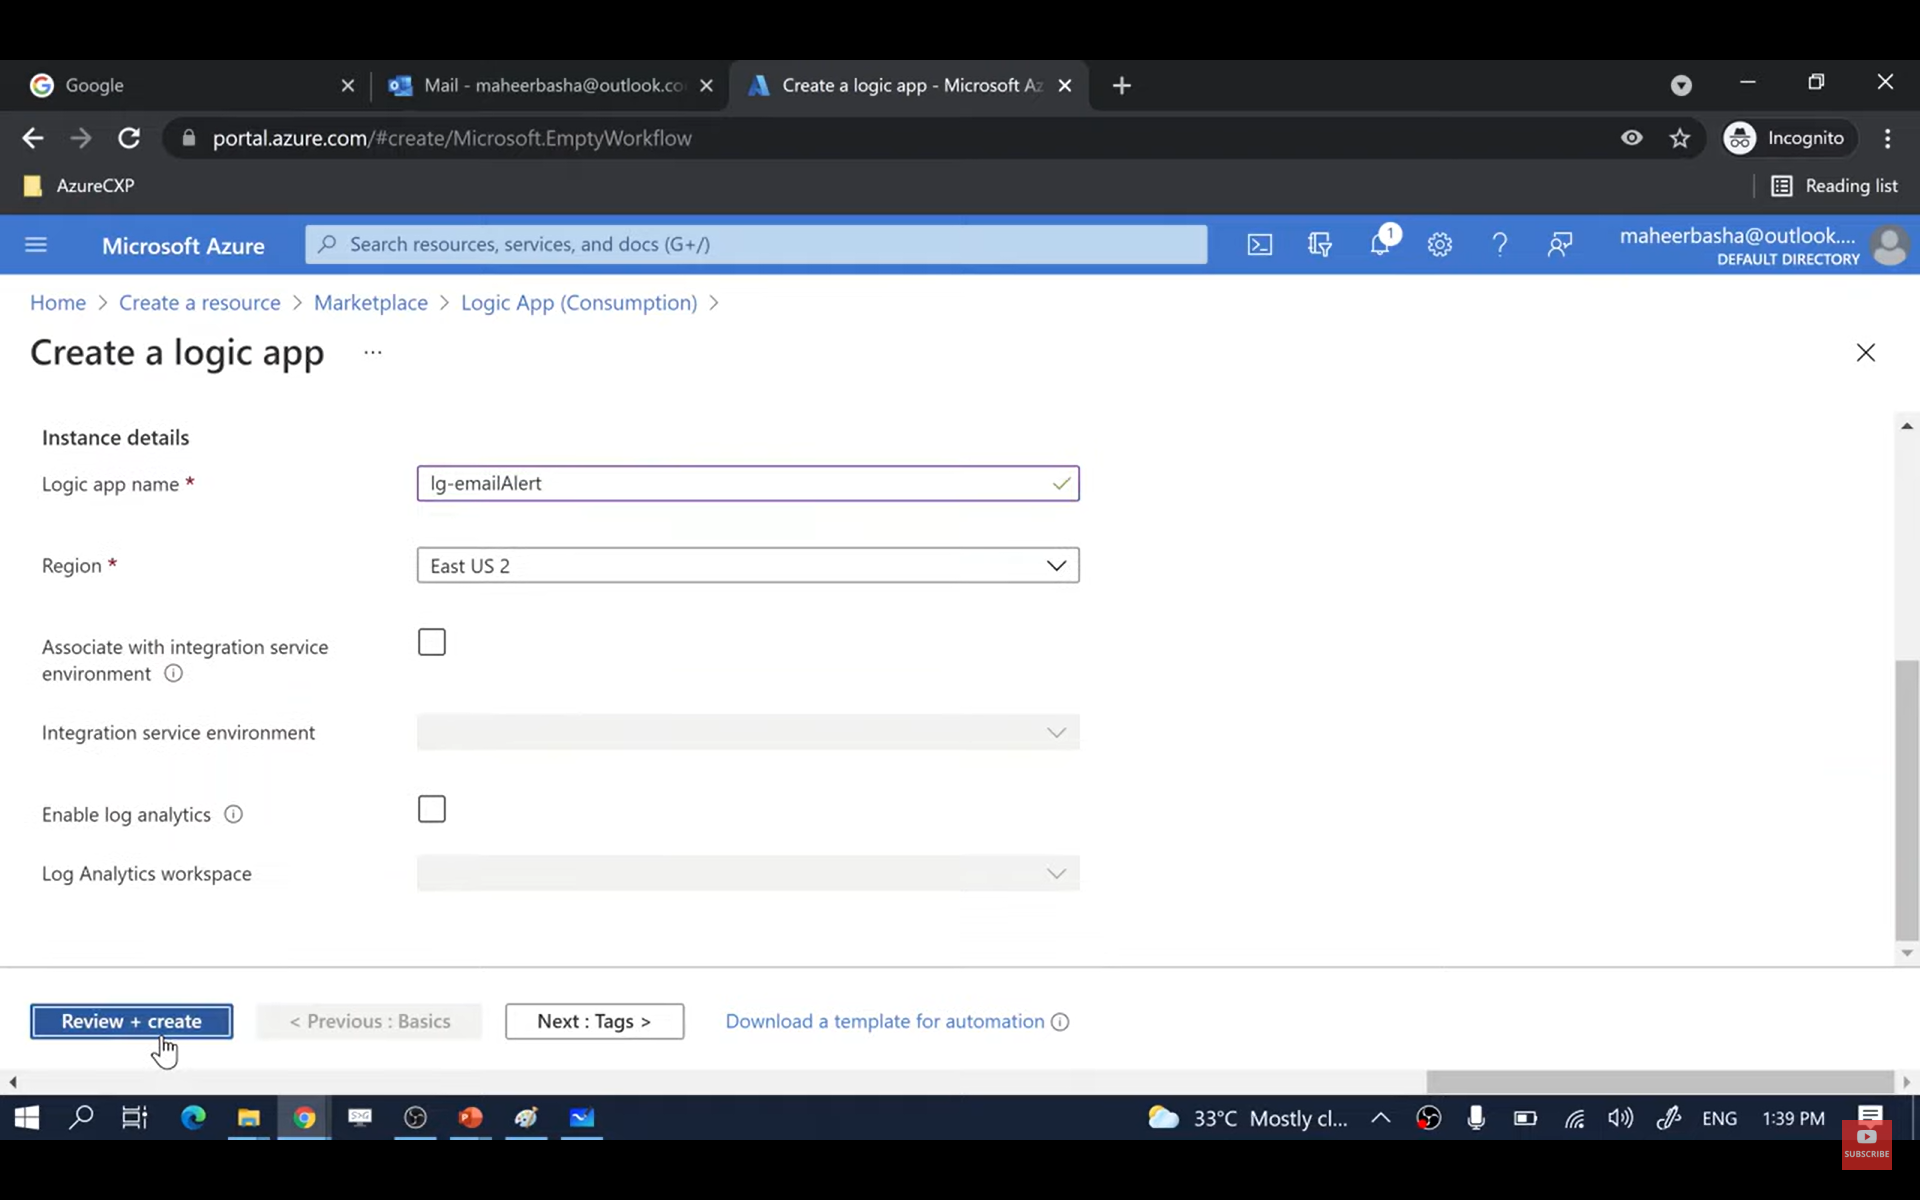 Google
Mail - maheerbasha@outlook.co
Create a logic app - Microsoft Az
portal.azure.com/#create/Microsoft.EmptyWorkflow
Incognito
AzureCXP
Reading list
Microsoft Azure
Search resources, services, and docs (G+/)
1
maheerbasha@outlook....
DEFAULT DIRECTORY
Home > Create a resource > Marketplace > Logic App (Consumption) >
Create a logic app ...
Instance details
Logic app name *
lg-emailAlert
Region *
East US 2
Associate with integration service
environment
Integration service environment
Enable log analytics
Log Analytics workspace
Review + create
< Previous : Basics
Next : Tags >
Download a template for automation
33°C Mostly cl...
ENG
1:39 PM
SUBSCRIBE